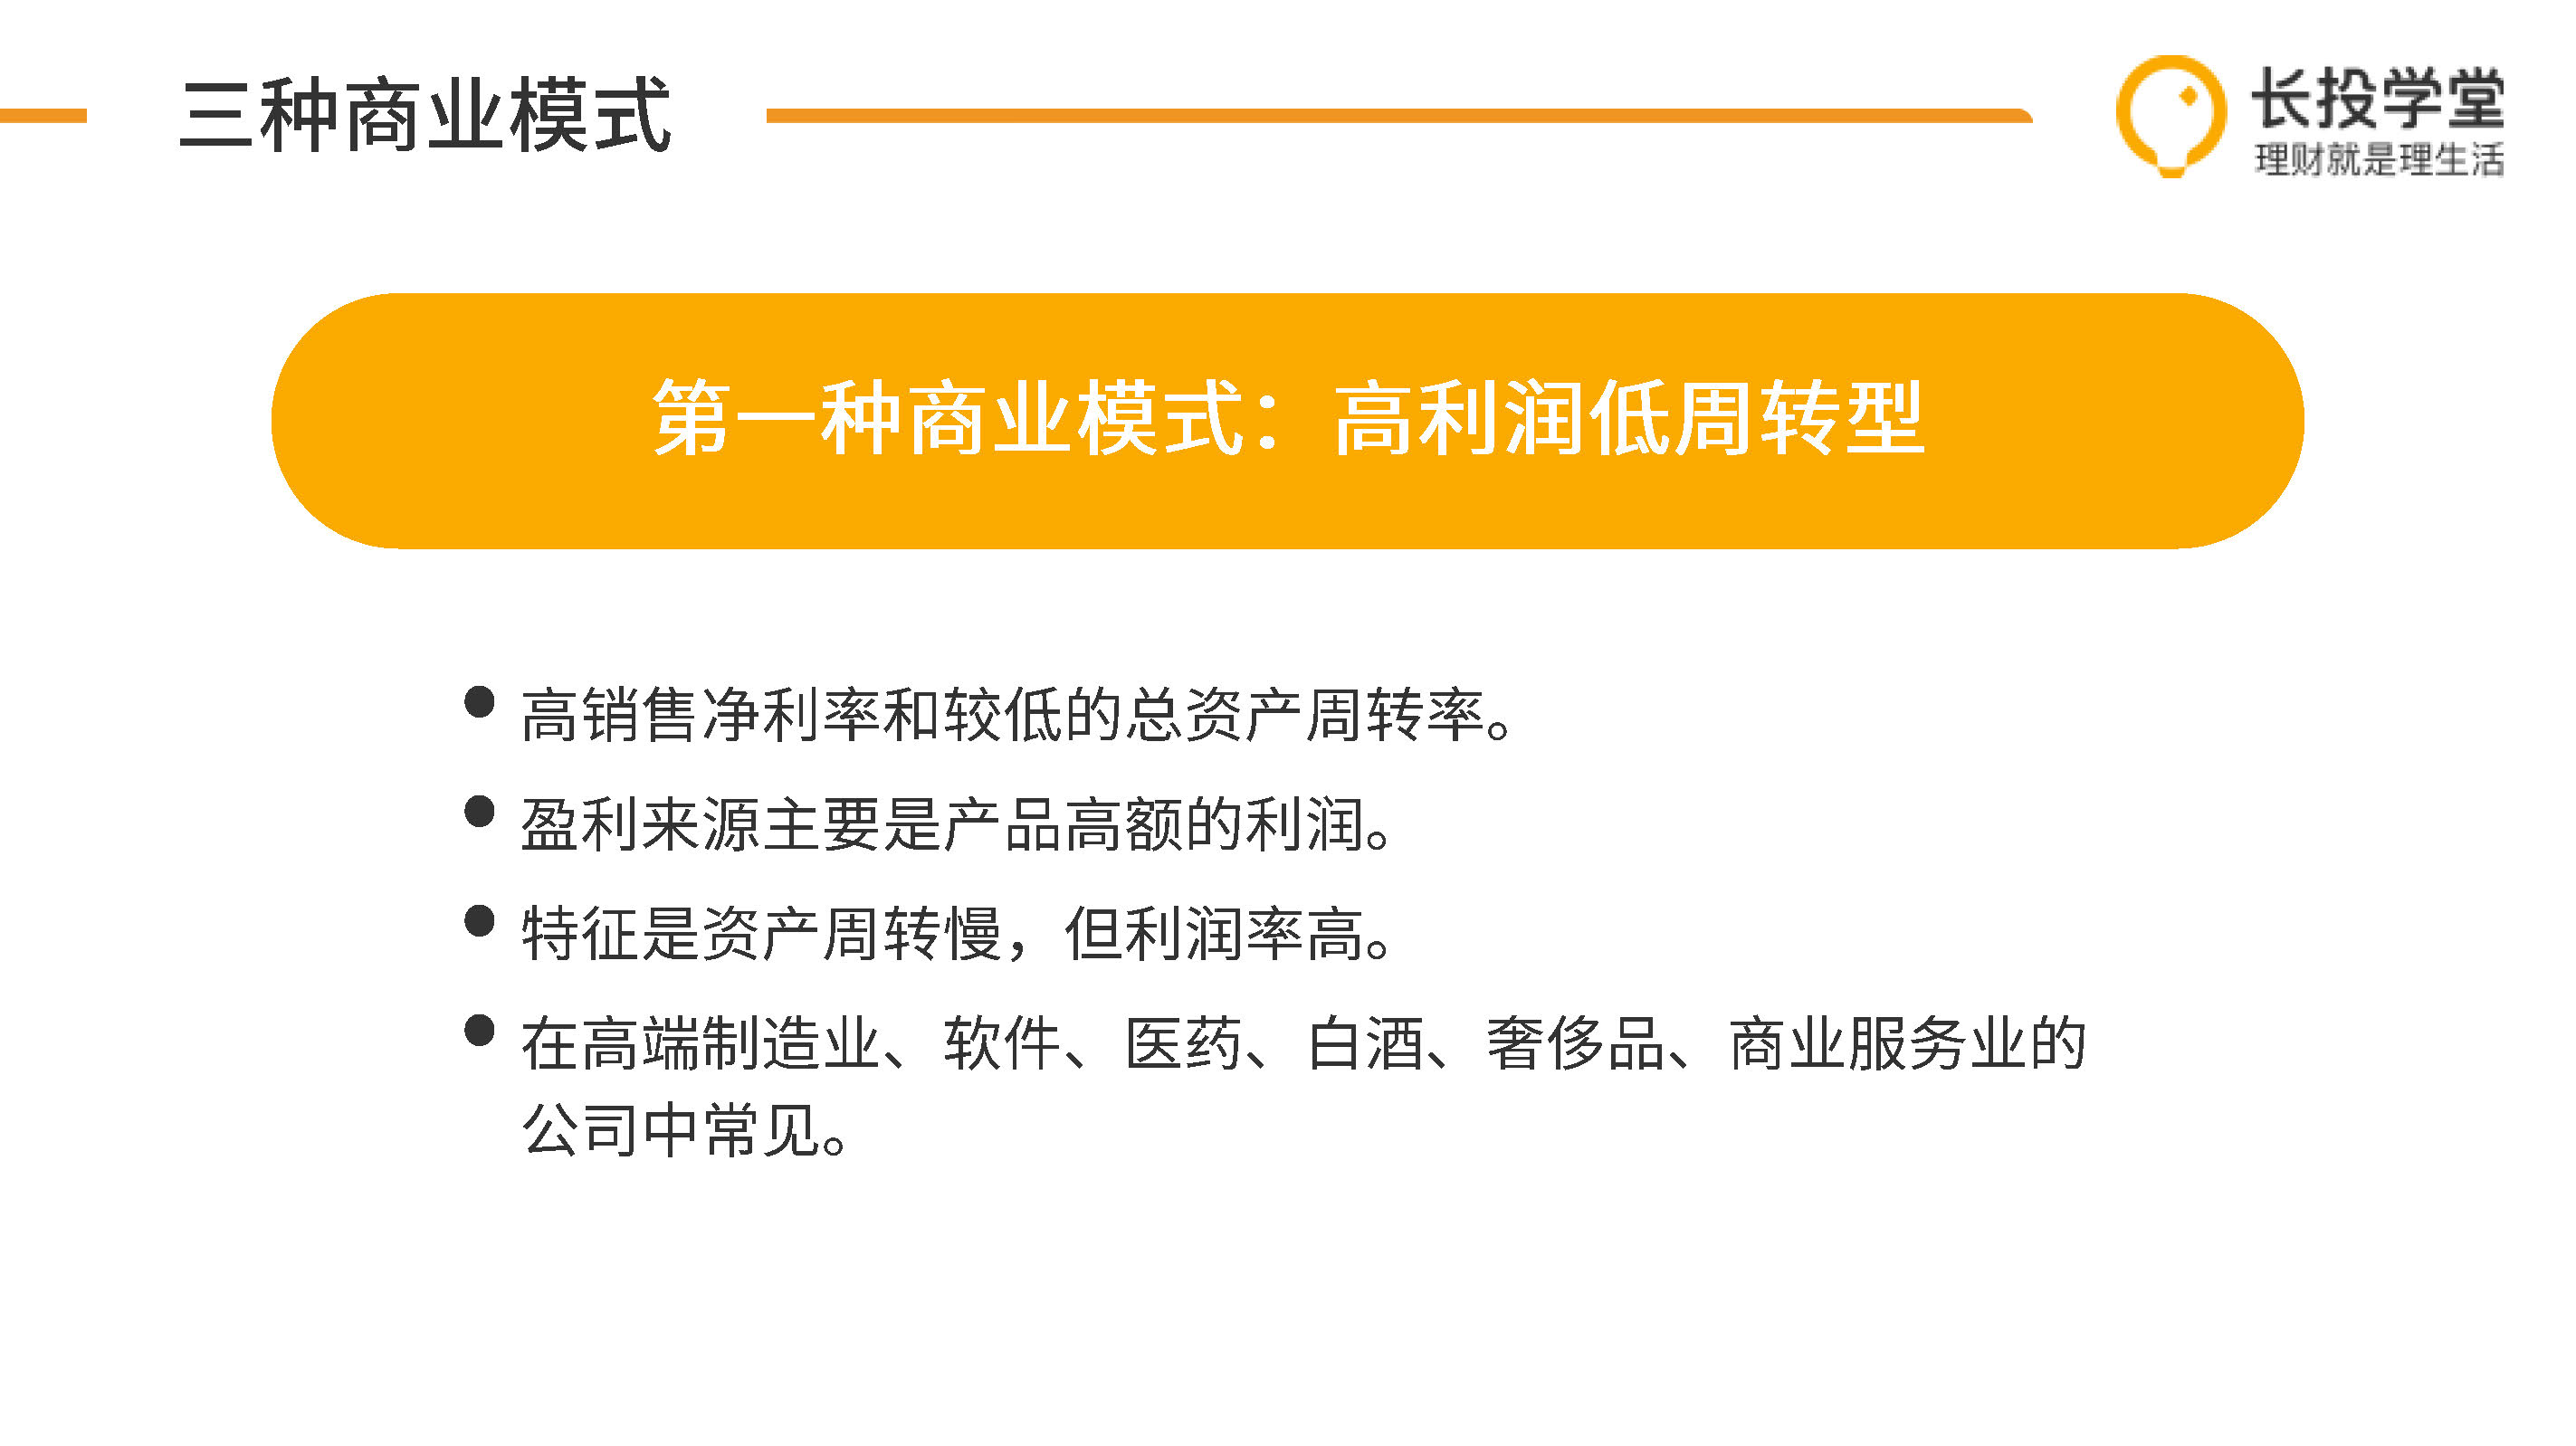 三种商业模式
长投学堂
理财就是理生活
第一种商业模式：高利润低周转型
● 高销售净利率和较低的总资产周转率。
● 盈利来源主要是产品高额的利润。
● 特征是资产周转慢，但利润率高。
● 在高端制造业、软件、医药、白酒、奢侈品、商业服务业的
公司中常见。